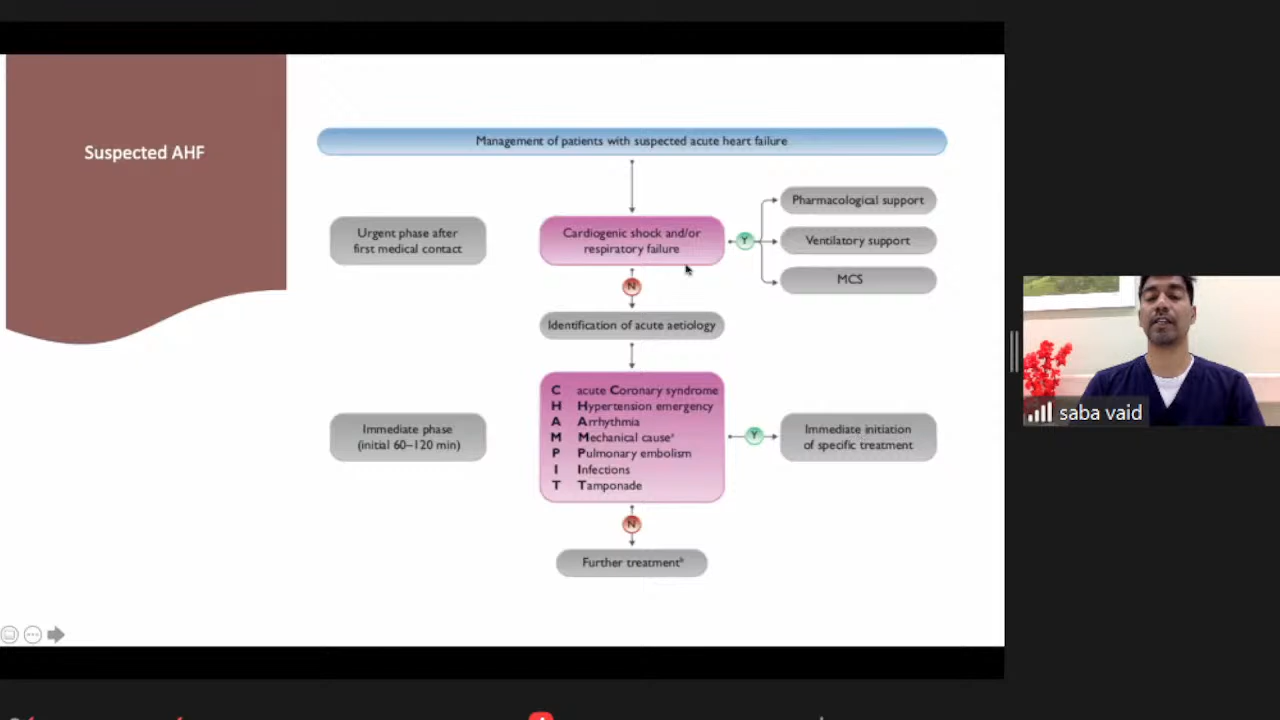 Suspected AHF
Management of patients with suspected acute heart failure
Urgent phase after
first medical contact
Cardiogenic shock and/or
respiratory failure
Y
Pharmacological support
Ventilatory support
MCS
N
Identification of acute aetiology
Immediate phase
(initial 60–120 min)
C acute Coronary syndrome
H Hypertension emergency
A Arrhythmia
M Mechanical causeᵃ
P Pulmonary embolism
I Infections
T Tamponade
Y
Immediate initiation
of specific treatment
N
Further treatmentᵇ
saba vaid